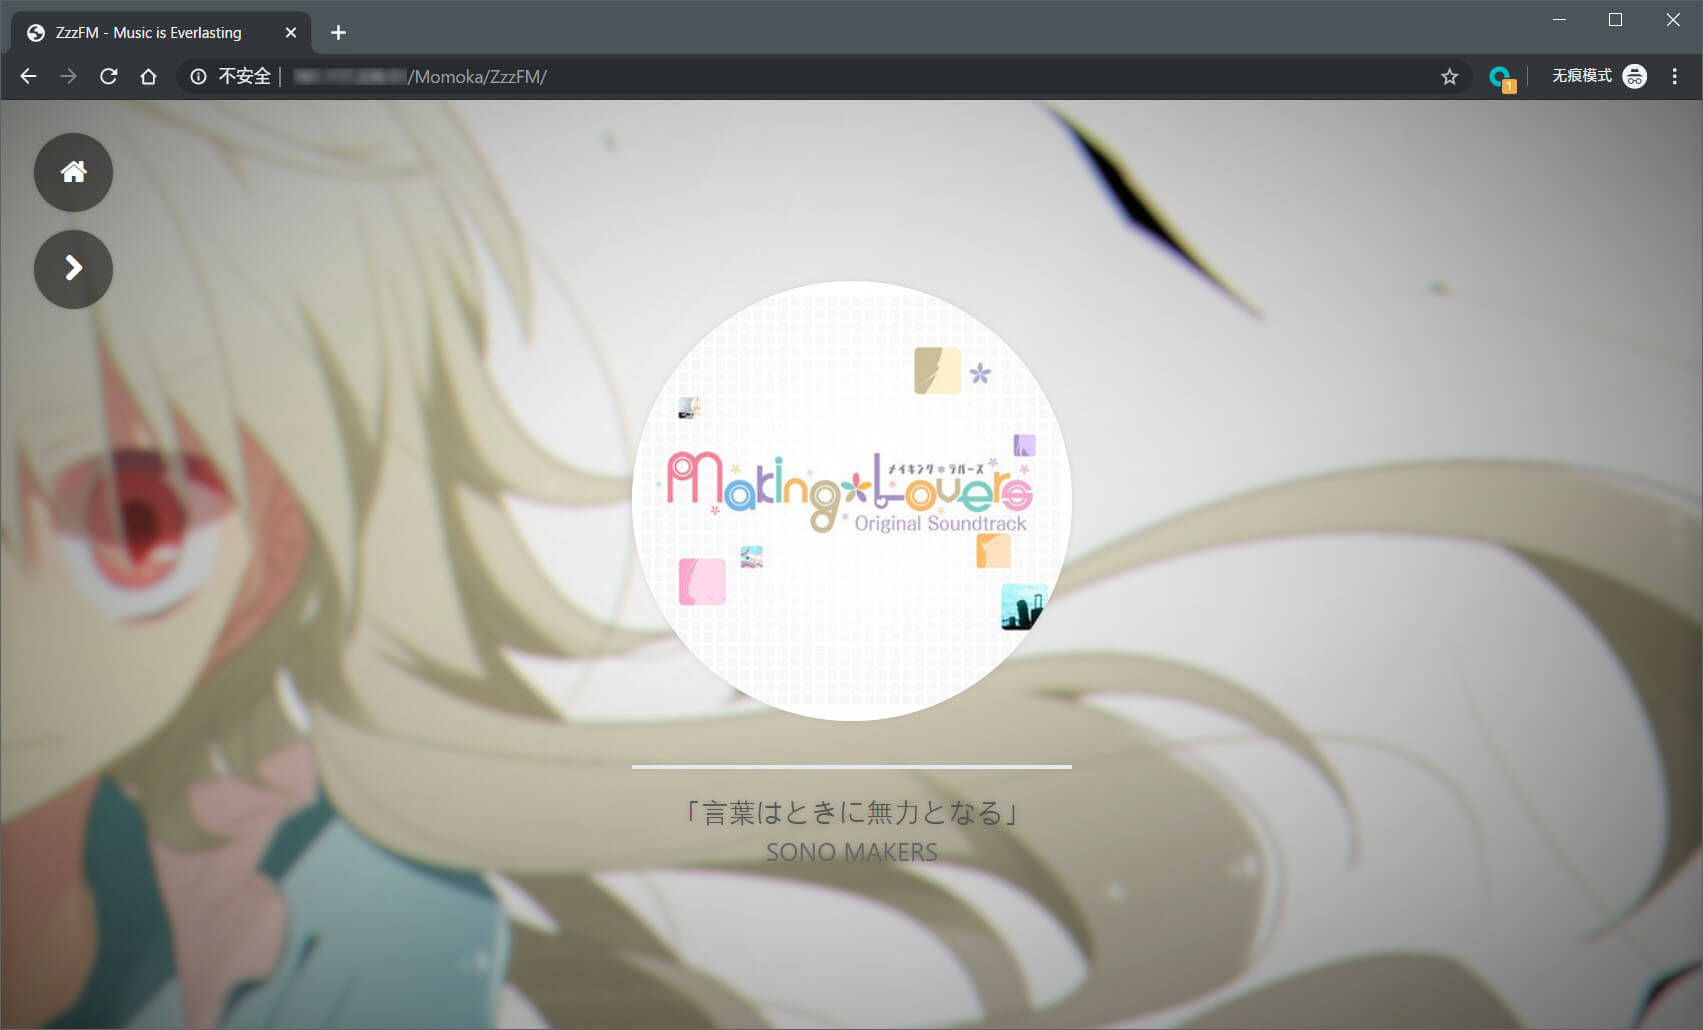 ZzzFM - Music is Everlasting
不安全
/Momoka/ZzzFM/
1
无痕模式
メイキング＊ラバーズ
Making*Lovers
Original Soundtrack
「言葉はときに無力となる」
SONO MAKERS